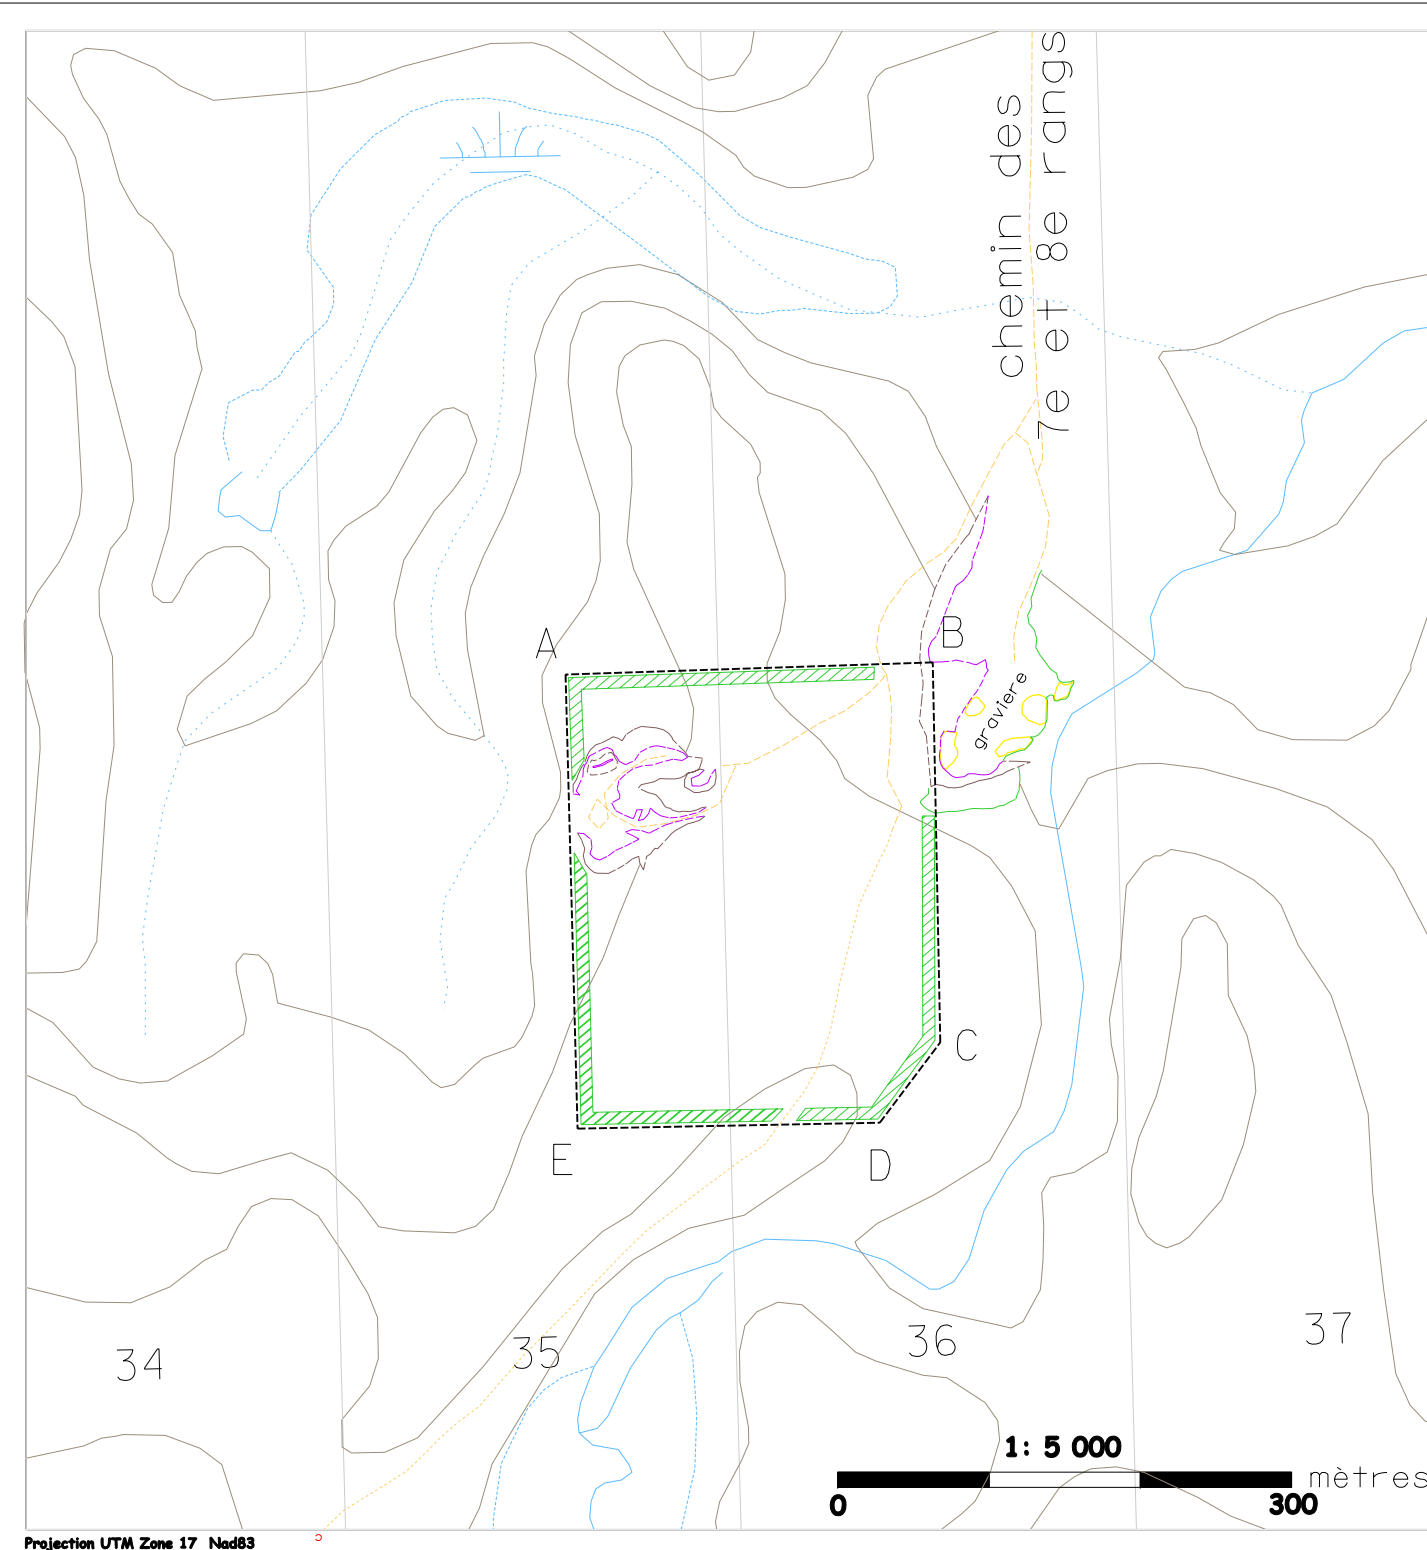 chemin des
7e et 8e rangs
A
B
graviere
C
E
D
34
35
36
37
1: 5 000
mètres
0
300
Projection UTM Zone 17 Nad83